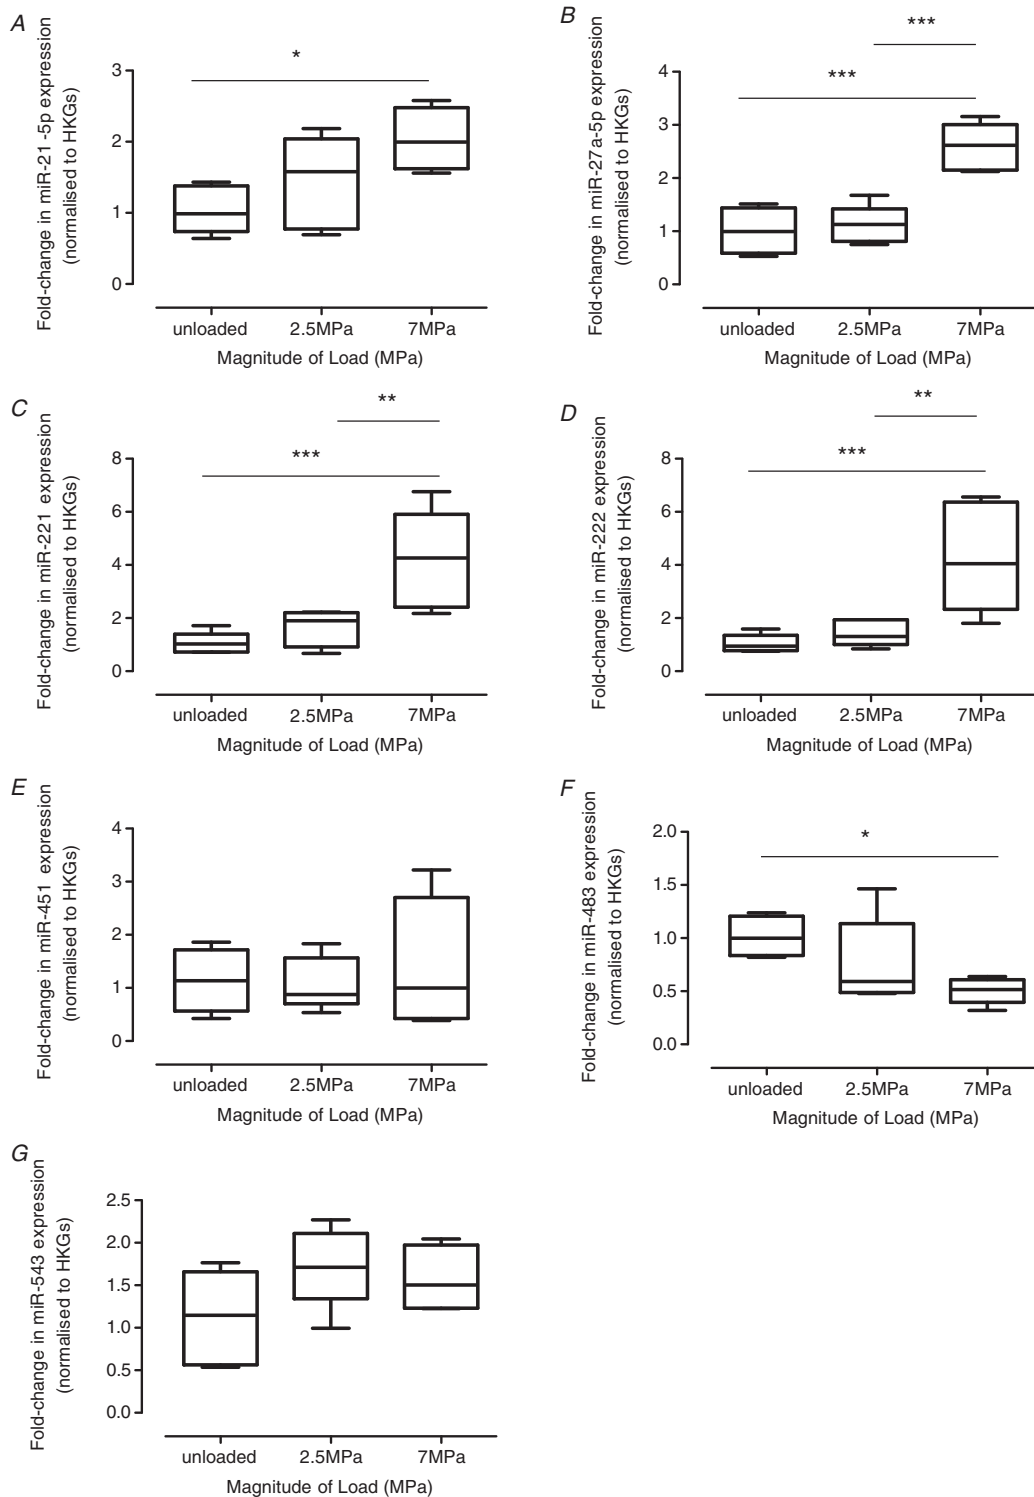 A
Fold-change in miR-21 -5p expression
(normalised to HKGs)
*
3
2
1
0
unloaded 2.5MPa 7MPa
Magnitude of Load (MPa)
B
Fold-change in miR-27a-5p expression
(normalised to HKGs)
***
***
4
3
2
1
0
unloaded 2.5MPa 7MPa
Magnitude of Load (MPa)
C
Fold-change in miR-221 expression
(normalised to HKGs)
**
***
8
6
4
2
0
unloaded 2.5MPa 7MPa
Magnitude of Load (MPa)
D
Fold-change in miR-222 expression
(normalised to HKGs)
**
***
8
6
4
2
0
unloaded 2.5MPa 7MPa
Magnitude of Load (MPa)
E
Fold-change in miR-451 expression
(normalised to HKGs)
4
3
2
1
0
unloaded 2.5MPa 7MPa
Magnitude of Load (MPa)
F
Fold-change in miR-483 expression
(normalised to HKGs)
*
2.0
1.5
1.0
0.5
0.0
unloaded 2.5MPa 7MPa
Magnitude of Load (MPa)
G
Fold-change in miR-543 expression
(normalised to HKGs)
2.5
2.0
1.5
1.0
0.5
0.0
unloaded 2.5MPa 7MPa
Magnitude of Load (MPa)